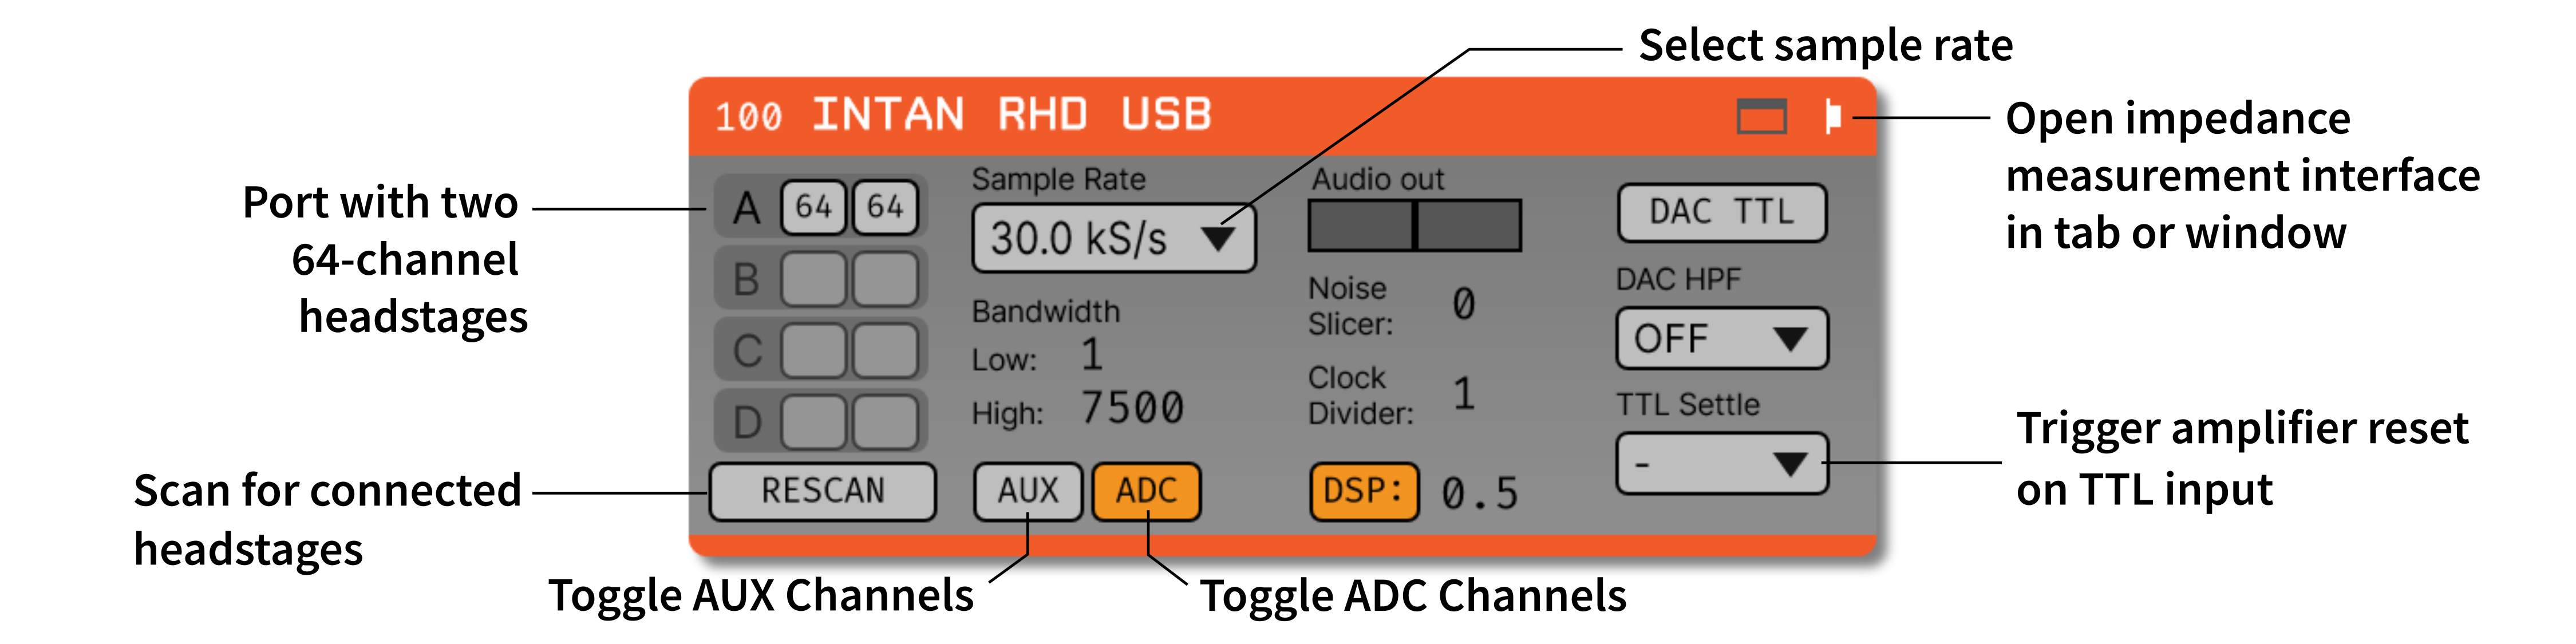 Select sample rate
100 INTAN RHD USB
Open impedance
measurement interface
in tab or window
Port with two
64-channel
headstages
A 64 64
B
C
D
RESCAN
Scan for connected
headstages
Sample Rate
30.0 kS/s
Bandwidth
Low: 1
High: 7500
AUX ADC
Audio out
Noise
Slicer: 0
Clock
Divider: 1
DSP: 0.5
DAC TTL
DAC HPF
OFF
TTL Settle
-
Trigger amplifier reset
on TTL input
Toggle AUX Channels
Toggle ADC Channels